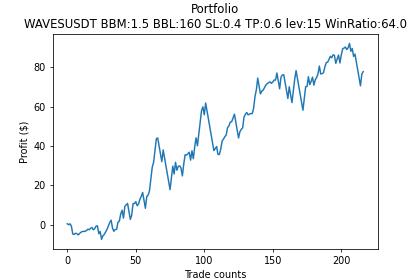 Portfolio
WAVESUSDT BBM:1.5 BBL:160 SL:0.4 TP:0.6 lev:15 WinRatio:64.0
Profit ($)
80
60
40
20
0
0 50 100 150 200
Trade counts